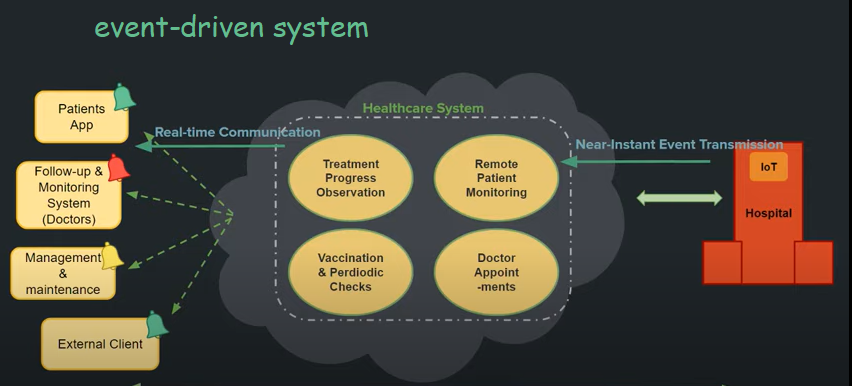 event-driven system
Healthcare System
Patients
App
Real-time Communication
Near-Instant Event Transmission
Follow-up &
Monitoring
System
(Doctors)
Treatment
Progress
Observation
Remote
Patient
Monitoring
IoT
Hospital
Management
&
maintenance
Vaccination
& Perdiodic
Checks
Doctor
Appoint
-ments
External Client